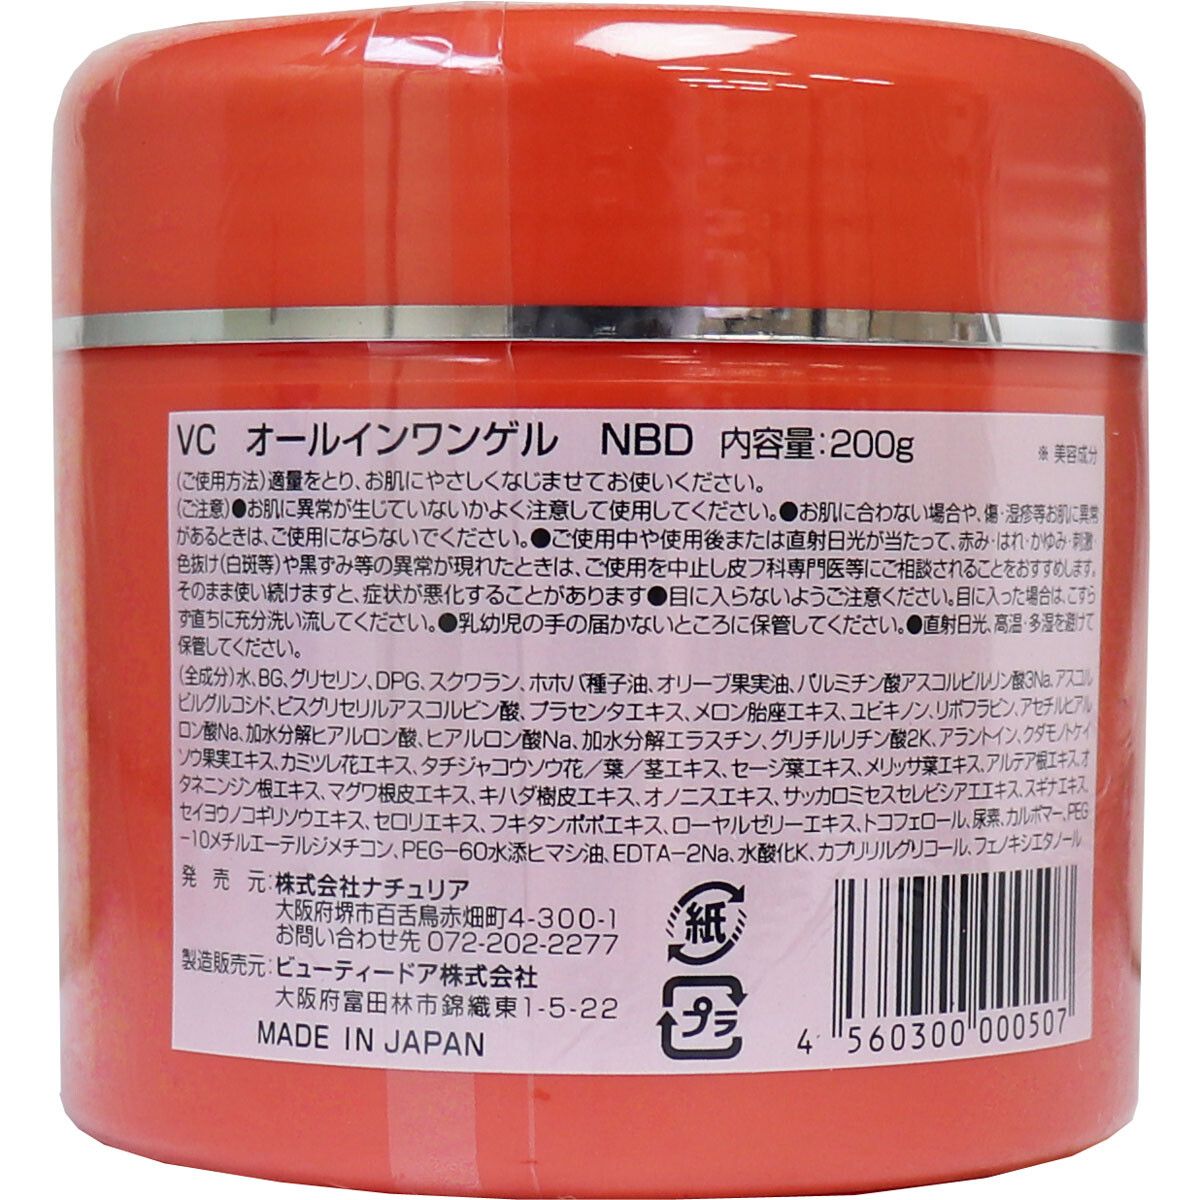 VC オールインワンゲル NBD 内容量:200g ※美容成分
(ご使用方法)適量をとり、お肌にやさしくなじませてお使いください。
(ご注意)●お肌に異常が生じていないかよく注意して使用してください。●お肌に合わない場合や、傷・湿疹等お肌に異常
があるときは、ご使用にならないでください。●ご使用中や使用後または直射日光が当たって、赤み・はれ・かゆみ・刺激・
色抜け(白斑等)や黒ずみ等の異常が現れたときは、ご使用を中止し皮フ科専門医等にご相談されることをおすすめします。
そのまま使い続けますと、症状が悪化することがあります●目に入らないようご注意ください。目に入った場合は、こすら
ず直ちに充分洗い流してください。●乳幼児の手の届かないところに保管してください。●直射日光、高温・多湿を避けて
保管してください。
(全成分)水、BG、グリセリン、DPG、スクワラン、ホホバ種子油、オリーブ果実油、パルミチン酸アスコルビルリン酸3Na、アスコル
ビルグルコシド、ビスグリセリルアスコルビン酸、プラセンタエキス、メロン胎座エキス、ユビキノン、リボフラビン、アセチルヒアル
ロン酸Na、加水分解ヒアルロン酸、ヒアルロン酸Na、加水分解エラスチン、グリチルリチン酸2K、アラントイン、クダモノトケイ
ソウ果実エキス、カミツレ花エキス、タチジャコウソウ花/葉/茎エキス、セージ葉エキス、メリッサ葉エキス、アルテア根エキス、オ
タネニンジン根エキス、マグワ根皮エキス、キハダ樹皮エキス、オノニスエキス、サッカロミセスセレビシアエエキス、スギナエキス、
セイヨウノコギリソウエキス、セロリエキス、フキタンポポエキス、ローヤルゼリーエキス、トコフェロール、尿素、カルボマー、PEG
-10メチルエーテルジメチコン、PEG-60水添ヒマシ油、EDTA-2Na、水酸化K、カプリリルグリコール、フェノキシエタノール
発売元:株式会社ナチュリア
大阪府堺市百舌鳥赤畑町4-300-1
お問い合わせ先 072-202-2277
製造販売元:ビューティードア株式会社
大阪府富田林市錦織東1-5-22
MADE IN JAPAN
紙
プラ
4 560300 000507